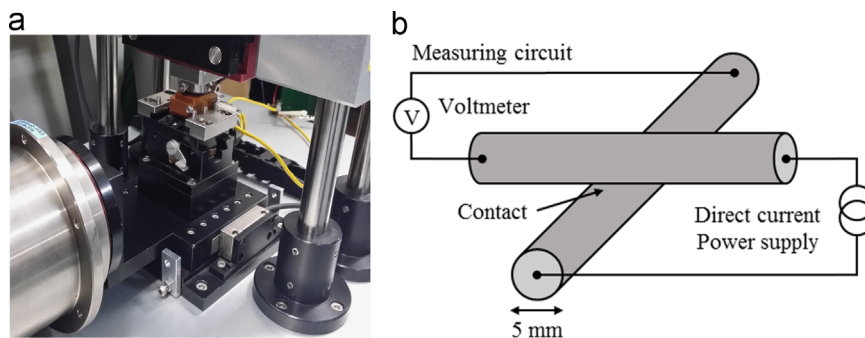 a
b
Measuring circuit
V
Voltmeter
Contact
Direct current
Power supply
5 mm